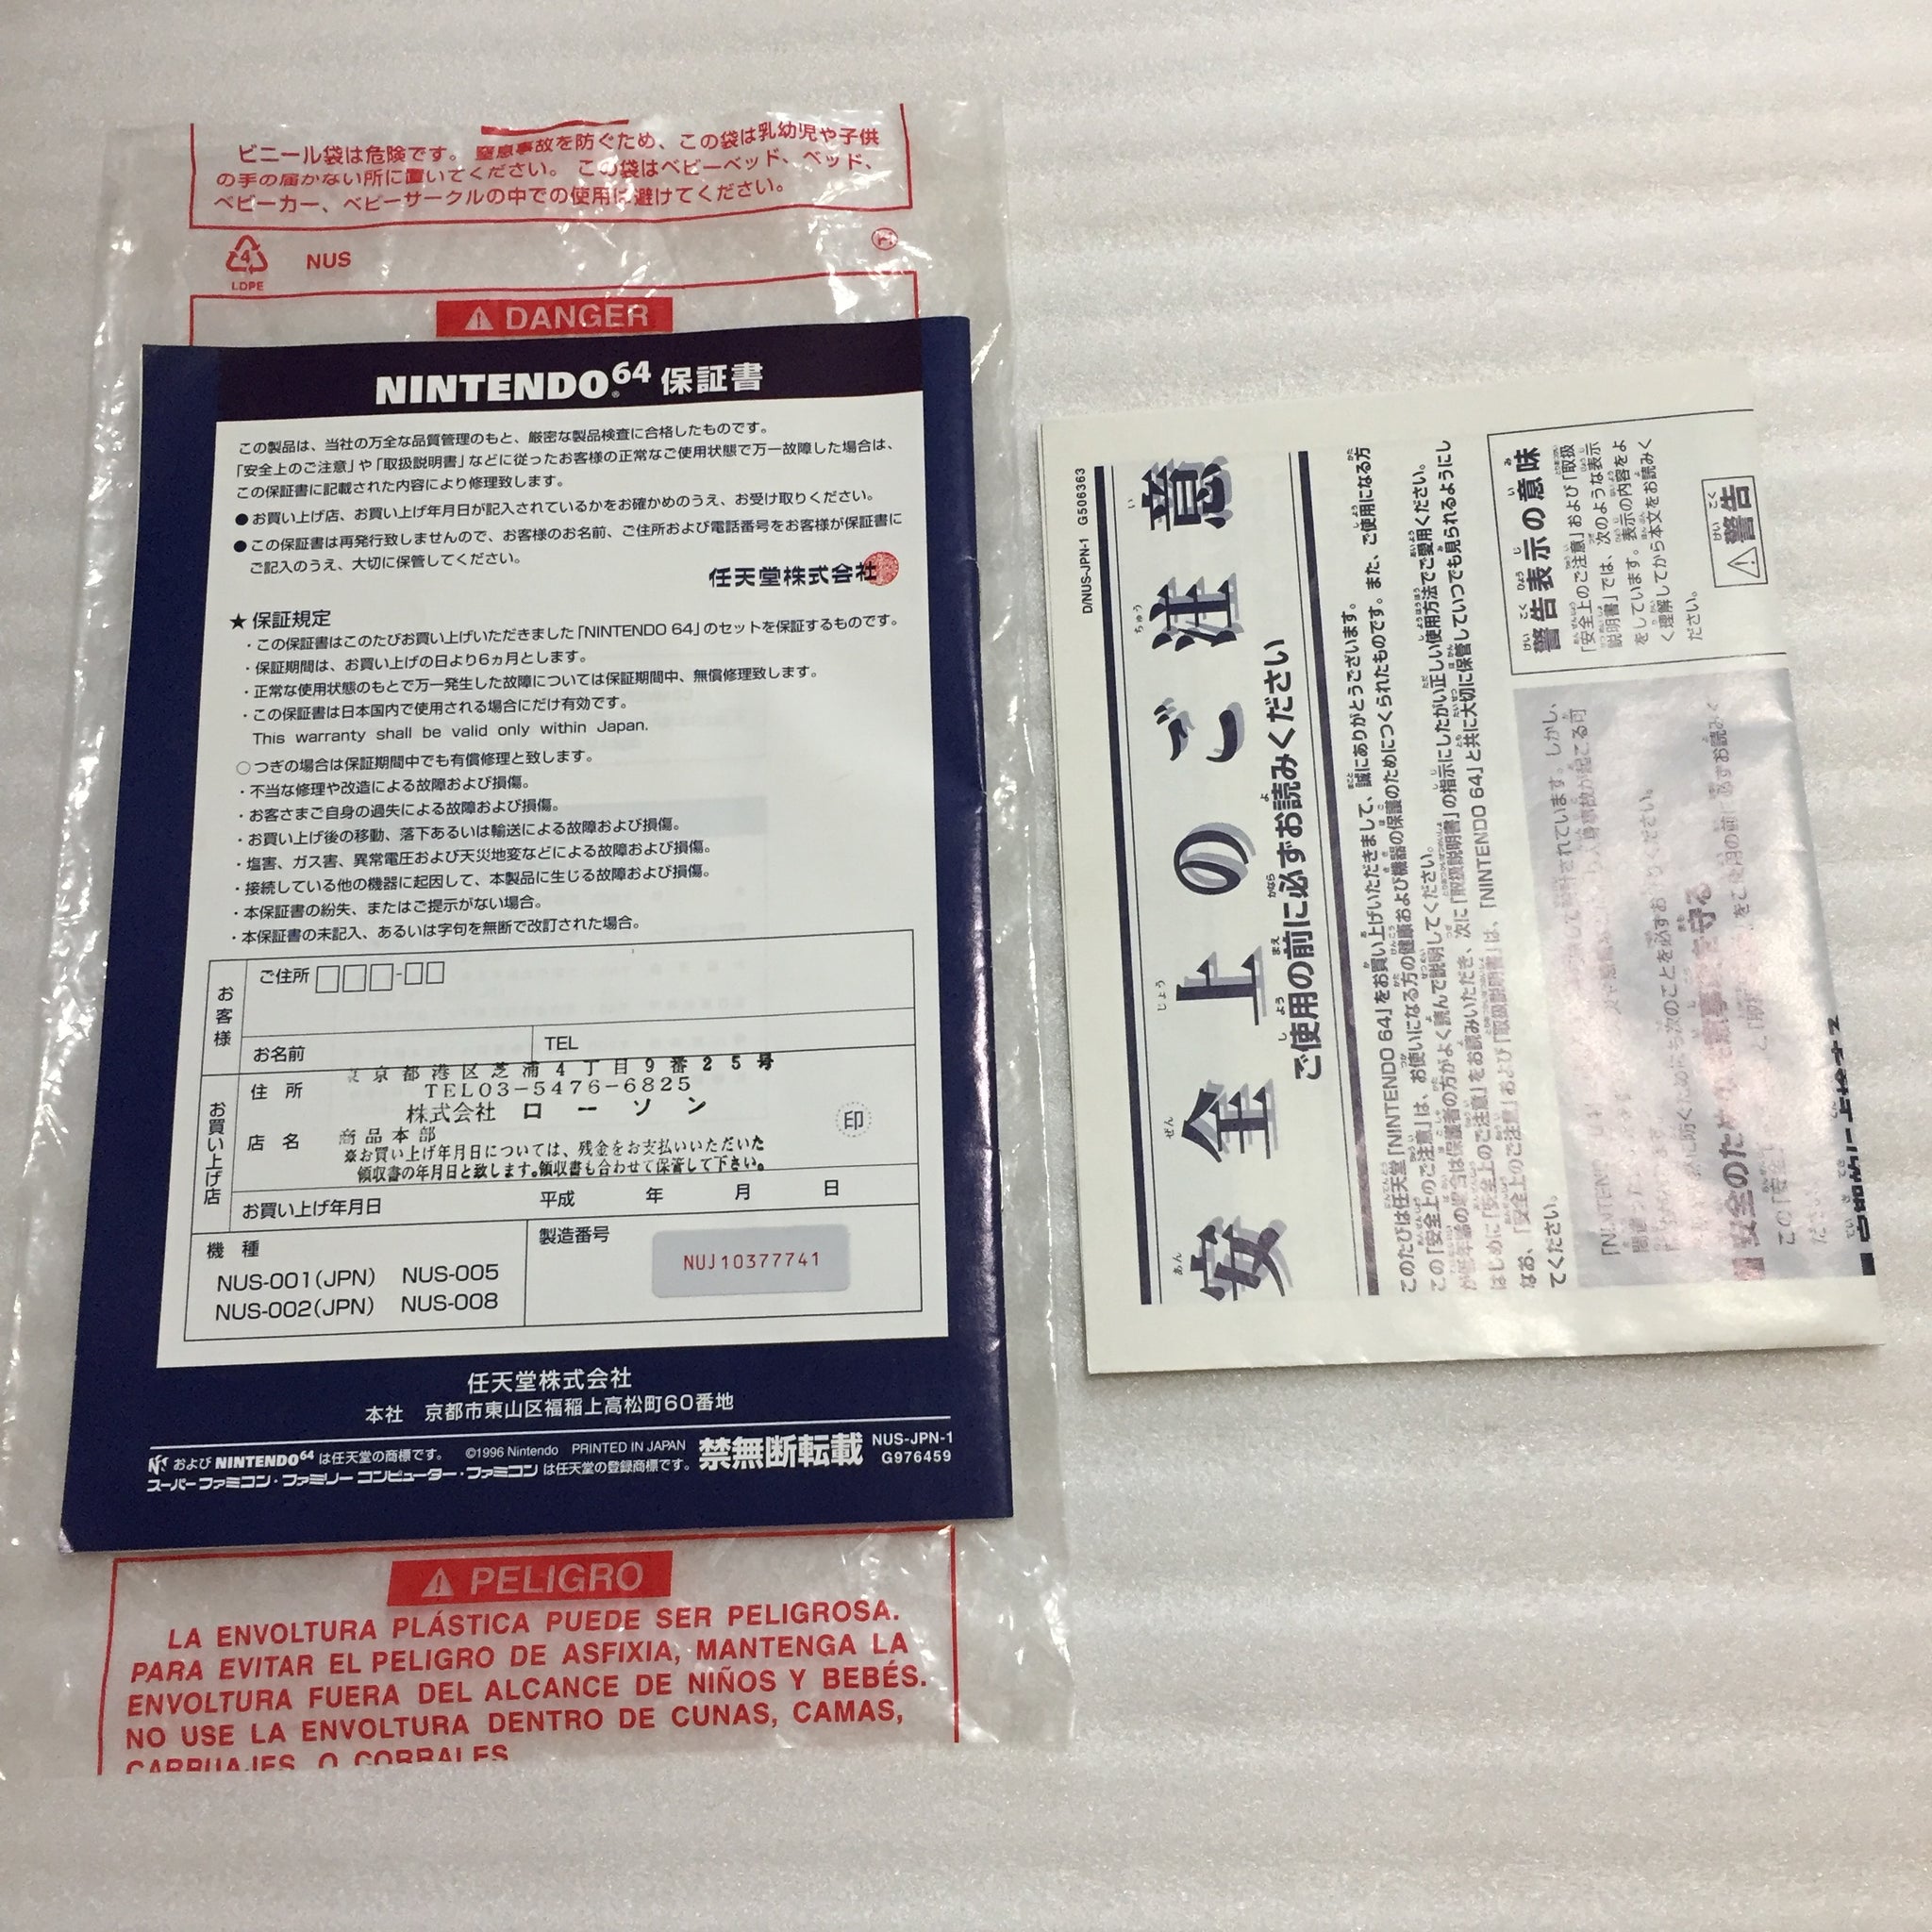 ビニール袋は危険です。窒息事故を防ぐため、この袋は乳幼児や子供
の手の届かない所に置いてください。この袋はベビーベッド、ベッド、
ベビーカー、ベビーサークルの中での使用は避けてください。
4
LDPE
NUS
DANGER
NINTENDO64 保証書
この製品は、当社の万全な品質管理のもと、厳密な製品検査に合格したものです。
「安全上のご注意」や「取扱説明書」などに従ったお客様の正常なご使用状態で万一故障した場合は、
この保証書に記載された内容により修理致します。
●お買い上げ店、お買い上げ年月日が記入されているかをお確かめのうえ、お受け取りください。
●この保証書は再発行致しませんので、お客様のお名前、ご住所および電話番号をお客様が保証書に
ご記入のうえ、大切に保管してください。
任天堂株式会社
★保証規定
・この保証書はこのたびお買い上げいただきました「NINTENDO 64」のセットを保証するものです。
・保証期間は、お買い上げの日より6ヵ月とします。
・正常な使用状態のもとで万一発生した故障については保証期間中、無償修理致します。
・この保証書は日本国内で使用される場合にだけ有効です。
This warranty shall be valid only within Japan.
○つぎの場合は保証期間中でも有償修理と致します。
・不当な修理や改造による故障および損傷。
・お客さまご自身の過失による故障および損傷。
・お買い上げ後の移動、落下あるいは輸送による故障および損傷。
・塩害、ガス害、異常電圧および天災地変などによる故障および損傷。
・接続している他の機器に起因して、本製品に生じる故障および損傷。
・本保証書の紛失、またはご提示がない場合。
・本保証書の未記入、あるいは字句を無断で改訂された場合。
お客様
ご住所 □□□-□□
お名前
TEL
お買い上げ店
住所
東京都港区芝浦4丁目9番25号
TEL03-5476-6825
株式会社 ローソン
店名
商品本部
印
※お買い上げ年月日については、残金をお支払いいただいた
領収書の年月日と致します。領収書も合わせて保管して下さい。
お買い上げ年月日 平成 年 月 日
機種
NUS-001(JPN) NUS-005
NUS-002(JPN) NUS-008
製造番号
NUJ10377741
任天堂株式会社
本社 京都市東山区福稲上高松町60番地
および NINTENDO64 は任天堂の商標です。 ©1996 Nintendo PRINTED IN JAPAN
スーパーファミコン・ファミリーコンピューター・ファミコン は任天堂の登録商標です。
禁無断転載
NUS-JPN-1
G976459
PELIGRO
LA ENVOLTURA PLÁSTICA PUEDE SER PELIGROSA.
PARA EVITAR EL PELIGRO DE ASFIXIA, MANTENGA LA
ENVOLTURA FUERA DEL ALCANCE DE NIÑOS Y BEBÉS.
NO USE LA ENVOLTURA DENTRO DE CUNAS, CAMAS,
CARRUAJES, O CORRALES
D/NUS-JPN-1 G506363
安全上のご注意
ご使用の前に必ずお読みください
このたびは任天堂「NINTENDO 64」をお買い上げいただきまして、誠にありがとうございます。
この「安全上のご注意」は、お使いになる方の健康および機器の保護のためにつくられたものです。また、ご使用になる方
が低年齢の場合は保護者の方がよく読んで説明してください。
はじめに「安全上のご注意」をお読みいただき、次に「取扱説明書」の指示にしたがい正しい使用方法でご愛用ください。
なお、「安全上のご注意」および「取扱説明書」は、「NINTENDO 64」と共に大切に保管していつでも見られるようにし
てください。
警告表示の意味
「安全上のご注意」および「取扱
説明書」では、次のような表示
をしています。表示の内容をよ
く理解してから本文をお読みく
ださい。
警告